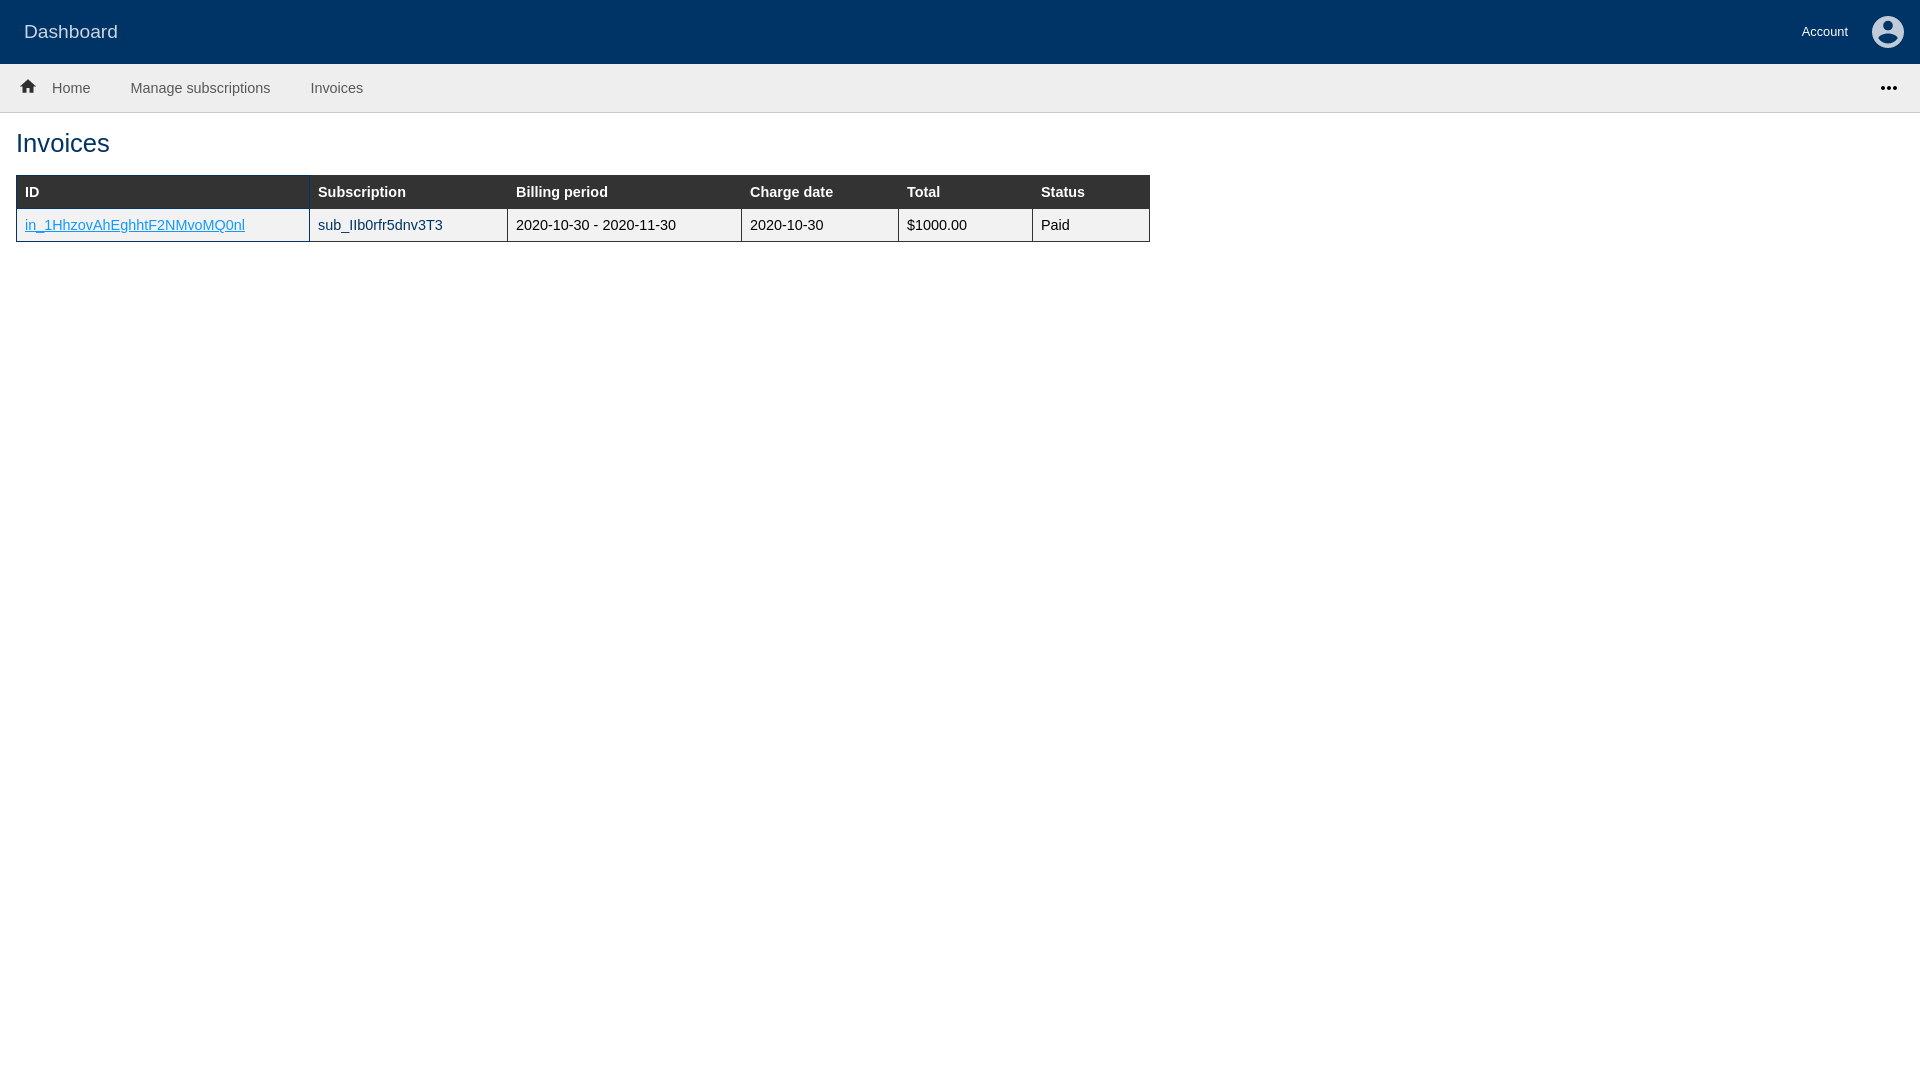 Dashboard
Account
Home Manage subscriptions Invoices
Invoices
ID Subscription Billing period Charge date Total Status
in_1HhzovAhEghhtF2NMvoMQ0nl sub_IIb0rfr5dnv3T3 2020-10-30 - 2020-11-30 2020-10-30 $1000.00 Paid